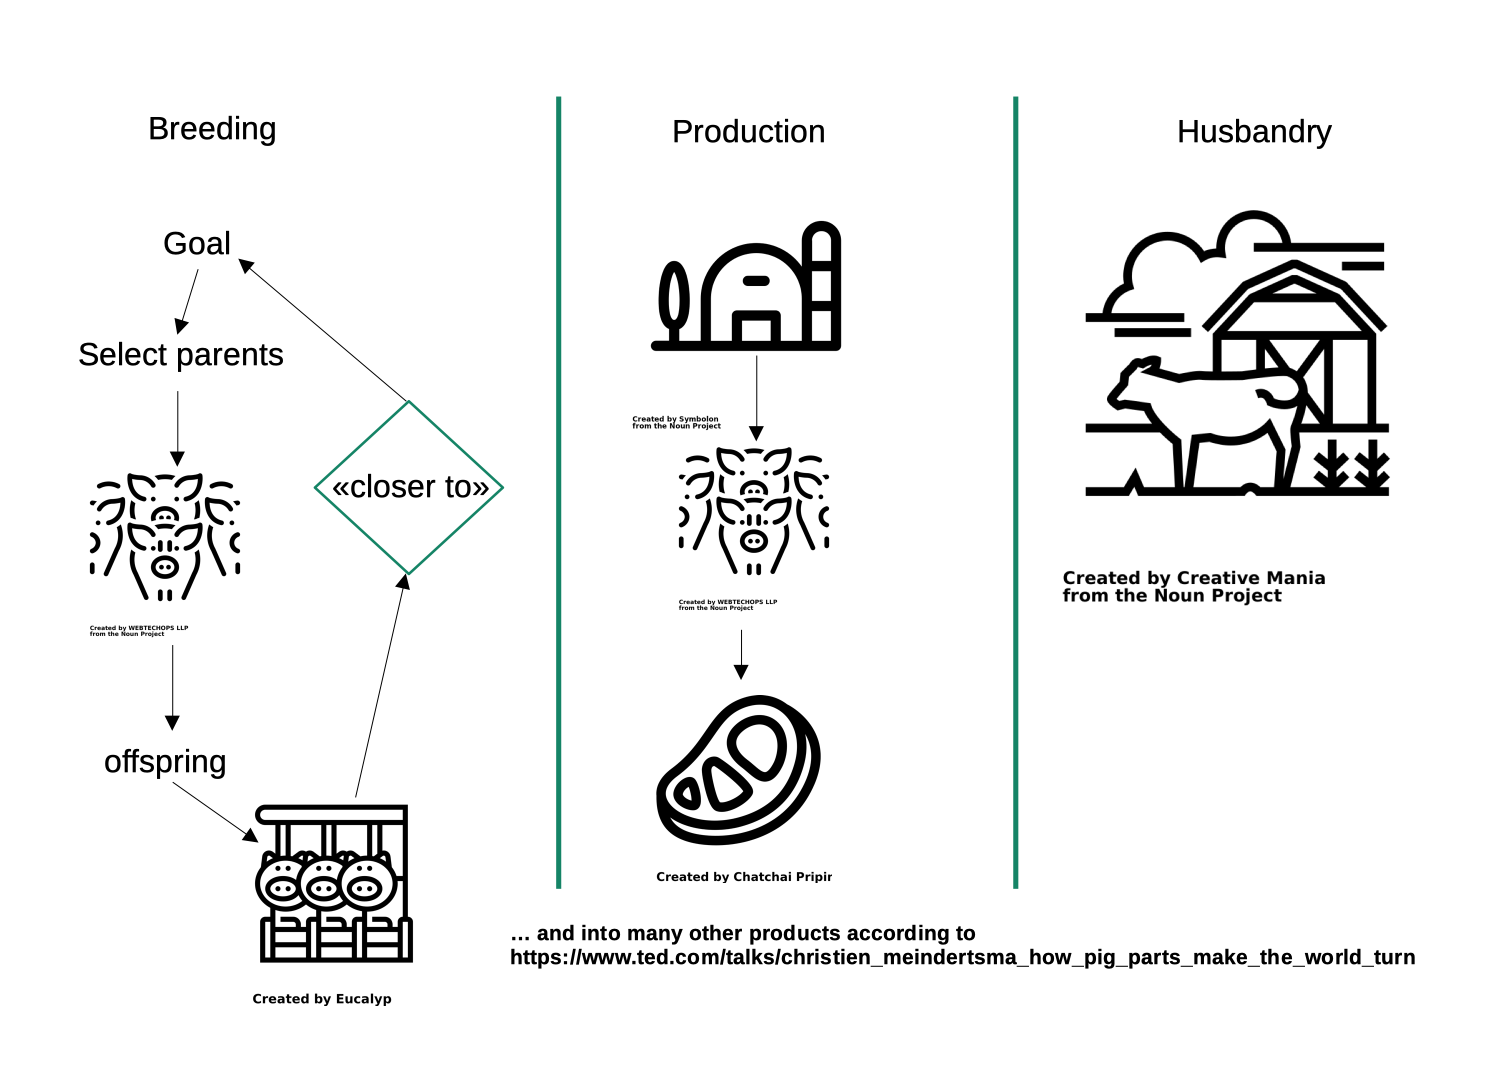 Breeding
Goal
Select parents
«closer to»
Created by WEBTECHOPS LLP
from the Noun Project
offspring
Created by Eucalyp
Production
Created by Symbolon
from the Noun Project
Created by WEBTECHOPS LLP
from the Noun Project
Created by Chatchai Pripir
Husbandry
Created by Creative Mania
from the Noun Project
… and into many other products according to
https://www.ted.com/talks/christien_meindertsma_how_pig_parts_make_the_world_turn